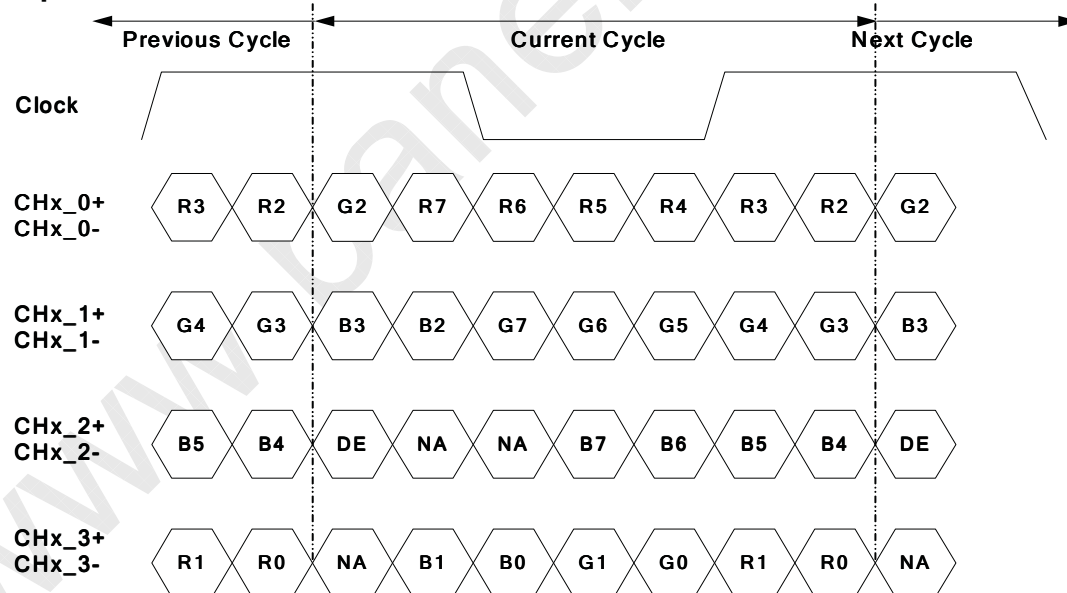 Previous Cycle Current Cycle Next Cycle
Clock
CHx_0+
CHx_0-
R3 R2 G2 R7 R6 R5 R4 R3 R2 G2
CHx_1+
CHx_1-
G4 G3 B3 B2 G7 G6 G5 G4 G3 B3
CHx_2+
CHx_2-
B5 B4 DE NA NA B7 B6 B5 B4 DE
CHx_3+
CHx_3-
R1 R0 NA B1 B0 G1 G0 R1 R0 NA
www.pane